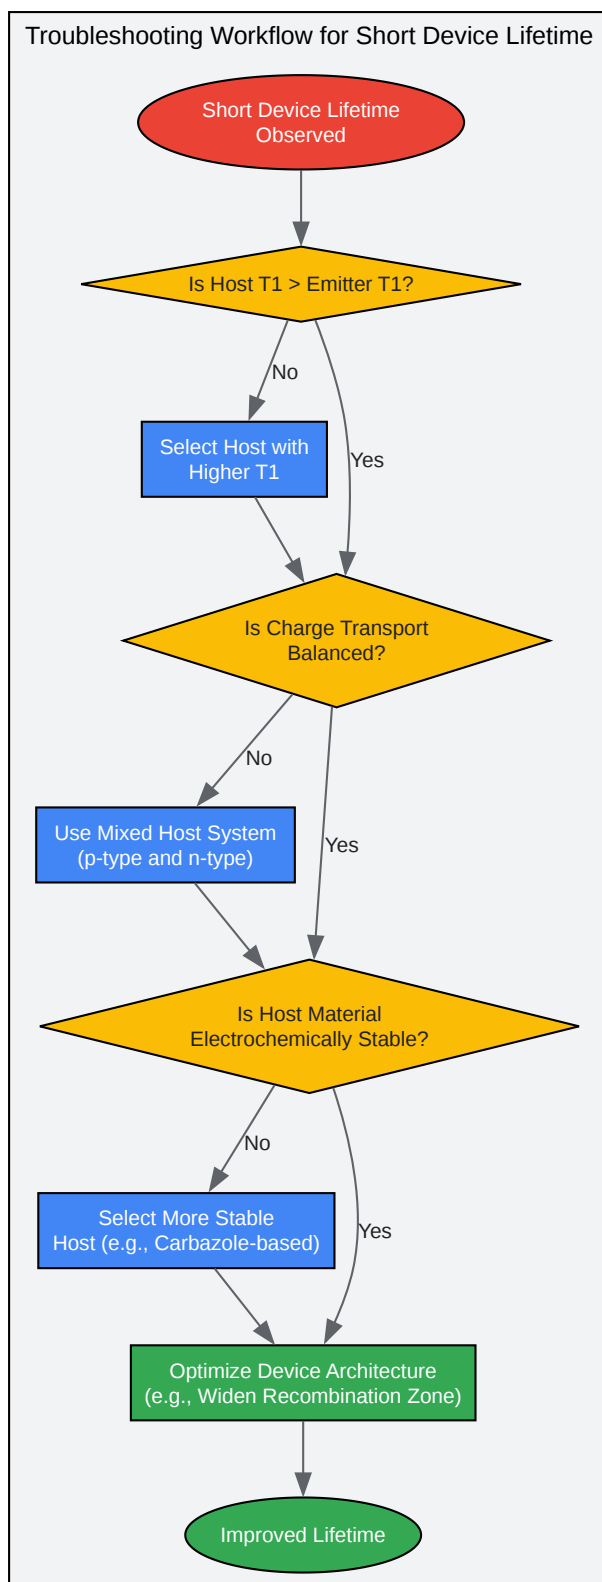 Troubleshooting Workflow for Short Device Lifetime
Short Device Lifetime
Observed
Is Host T1 > Emitter T1?
No
Select Host with
Higher T1
Yes
Is Charge Transport
Balanced?
No
Use Mixed Host System
(p-type and n-type)
Yes
Is Host Material
Electrochemically Stable?
No
Select More Stable
Host (e.g., Carbazole-based)
Yes
Optimize Device Architecture
(e.g., Widen Recombination Zone)
Improved Lifetime